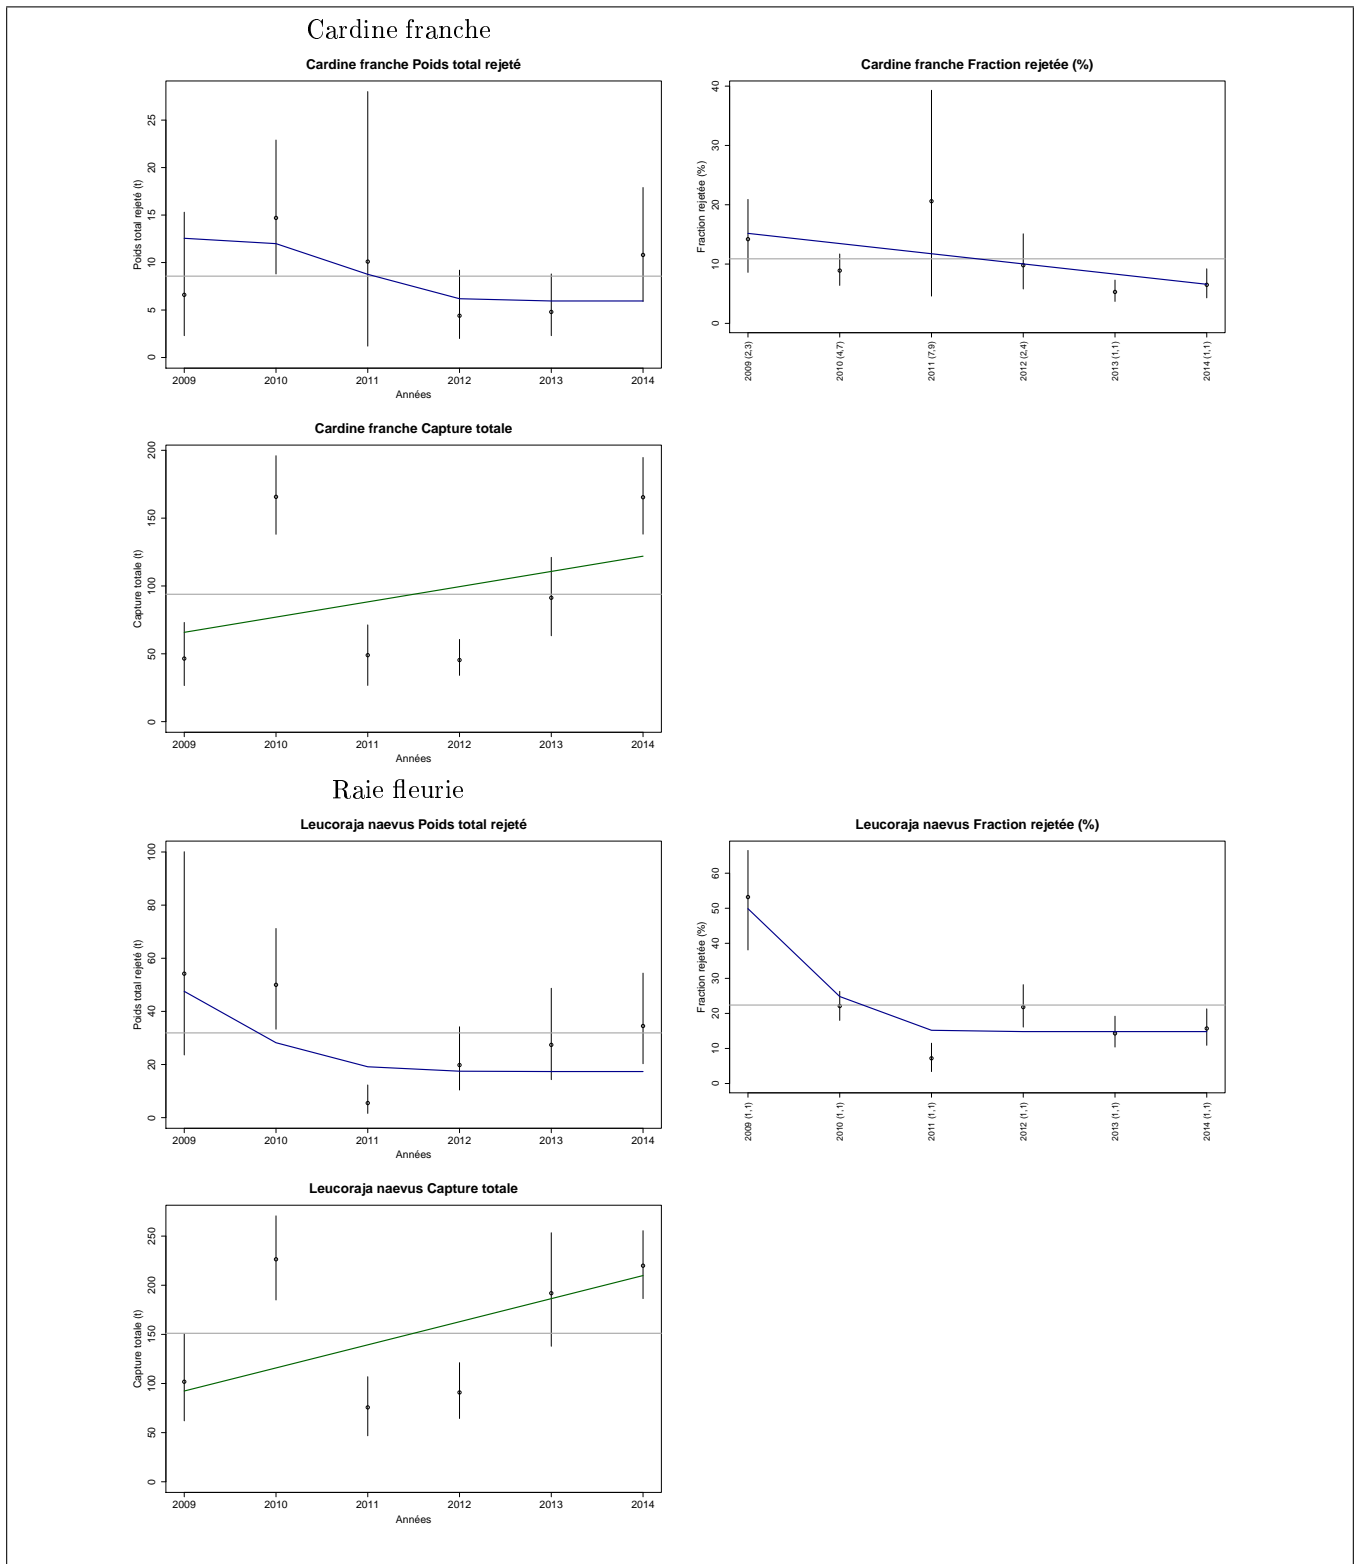 Cardine franche
Cardine franche Poids total rejeté
Poids total rejeté (t)
25
20
15
10
5
0
2009 2010 2011 2012 2013 2014
Années
Cardine franche Fraction rejetée (%)
Fraction rejetée (%)
40
30
20
10
0
2009 (2,3) 2010 (4,7) 2011 (7,9) 2012 (2,4) 2013 (1,1) 2014 (1,1)
Cardine franche Capture totale
Capture totale (t)
200
150
100
50
0
2009 2010 2011 2012 2013 2014
Années
Raie fleurie
Leucoraja naevus Poids total rejeté
Poids total rejeté (t)
100
80
60
40
20
0
2009 2010 2011 2012 2013 2014
Années
Leucoraja naevus Fraction rejetée (%)
Fraction rejetée (%)
60
50
40
30
20
10
0
2009 (1,1) 2010 (1,1) 2011 (1,1) 2012 (1,1) 2013 (1,1) 2014 (1,1)
Leucoraja naevus Capture totale
Capture totale (t)
250
200
150
100
50
0
2009 2010 2011 2012 2013 2014
Années